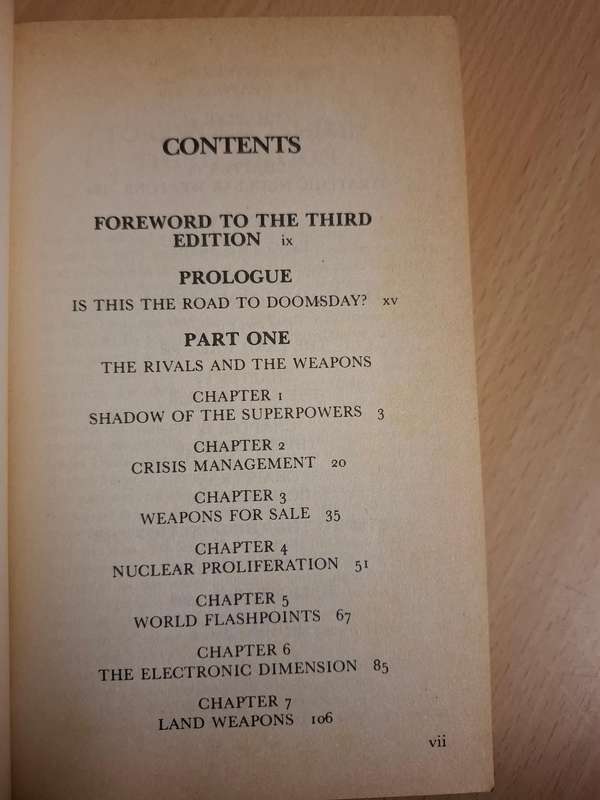 CONTENTS
FOREWORD TO THE THIRD
EDITION ix
PROLOGUE
IS THIS THE ROAD TO DOOMSDAY? xv
PART ONE
THE RIVALS AND THE WEAPONS
CHAPTER 1
SHADOW OF THE SUPERPOWERS 3
CHAPTER 2
CRISIS MANAGEMENT 20
CHAPTER 3
WEAPONS FOR SALE 35
CHAPTER 4
NUCLEAR PROLIFERATION 51
CHAPTER 5
WORLD FLASHPOINTS 67
CHAPTER 6
THE ELECTRONIC DIMENSION 85
CHAPTER 7
LAND WEAPONS 106
vii